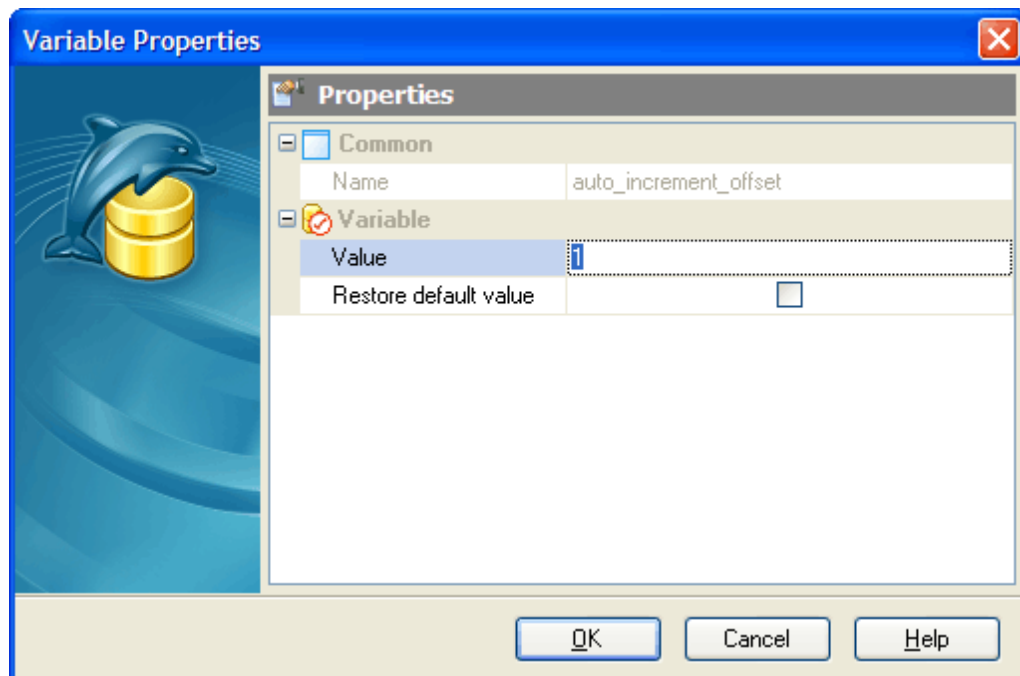 Variable Properties
Properties
Common
Name auto_increment_offset
Variable
Value 1
Restore default value
OK Cancel Help